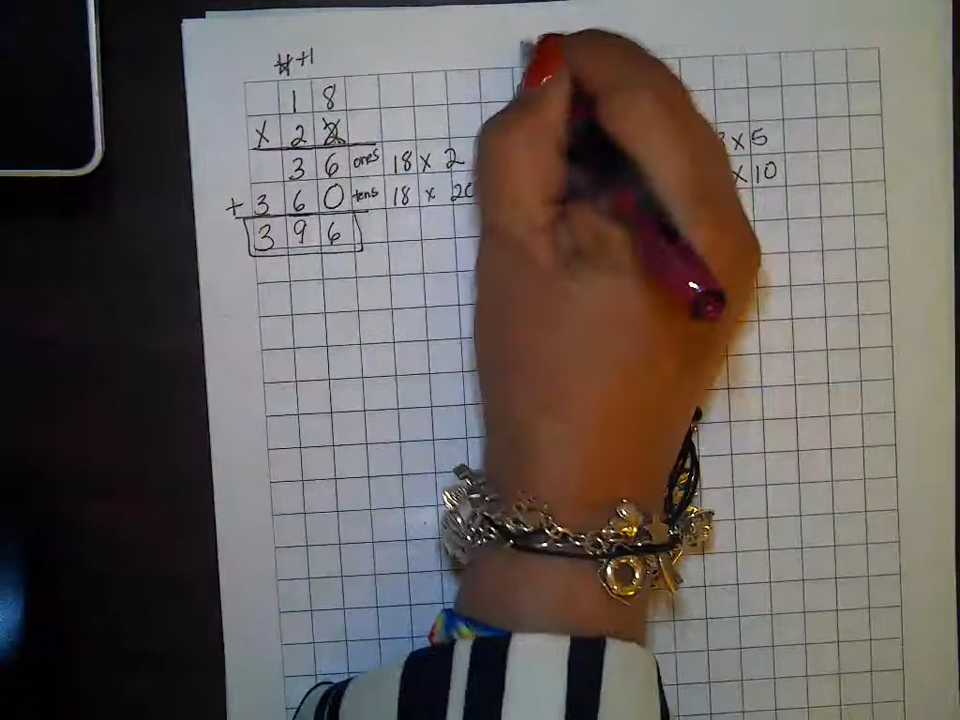 +1
1 8
x 2 2
3 6 ones 18 x 2
+ 3 6 0 tens 18 x 20
3 9 6
x 5
x 10